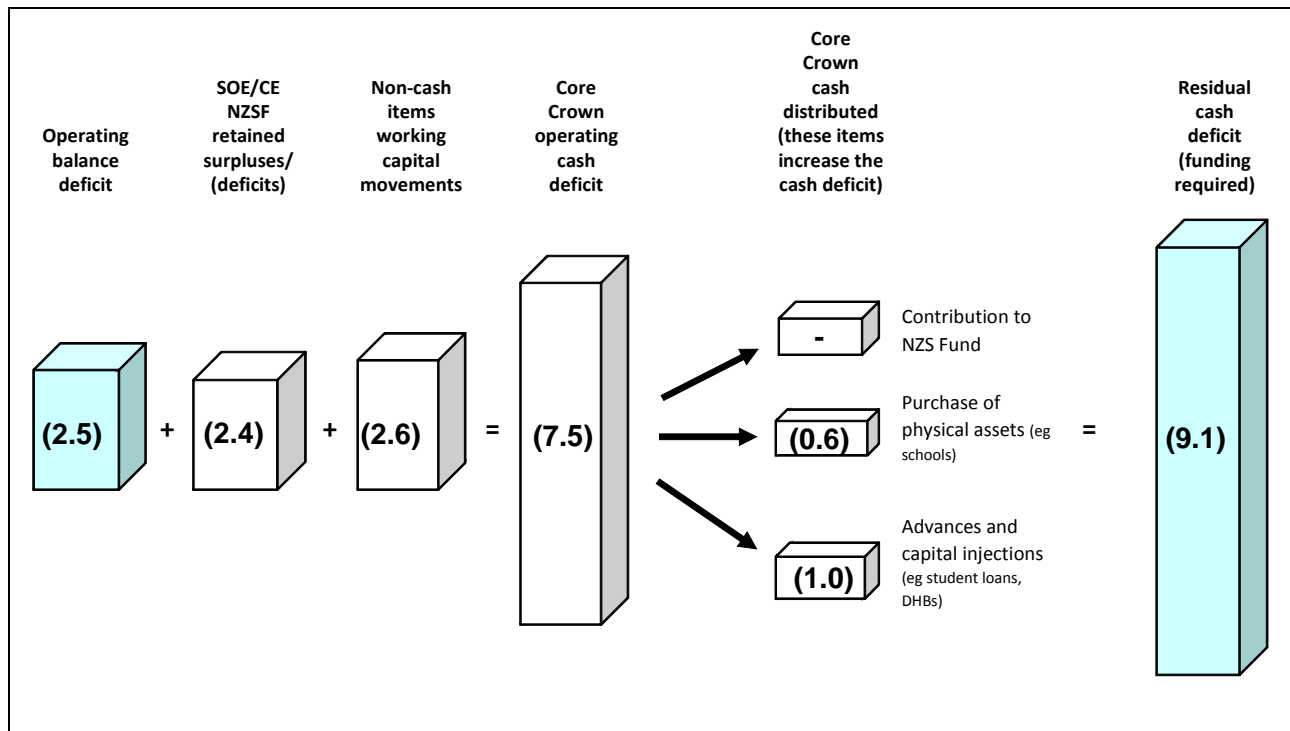 Operating
balance
deficit
SOE/CE
NZSF
retained
surpluses/
(deficits)
Non-cash
items
working
capital
movements
Core
Crown
operating
cash
deficit
Core
Crown
cash
distributed
(these items
increase the
cash deficit)
Residual
cash
deficit
(funding
required)
(2.5)
+
(2.4)
+
(2.6)
=
(7.5)
-
Contribution to
NZS Fund
(0.6)
Purchase of
physical assets (eg
schools)
(1.0)
Advances and
capital injections
(eg student loans,
DHBs)
=
(9.1)